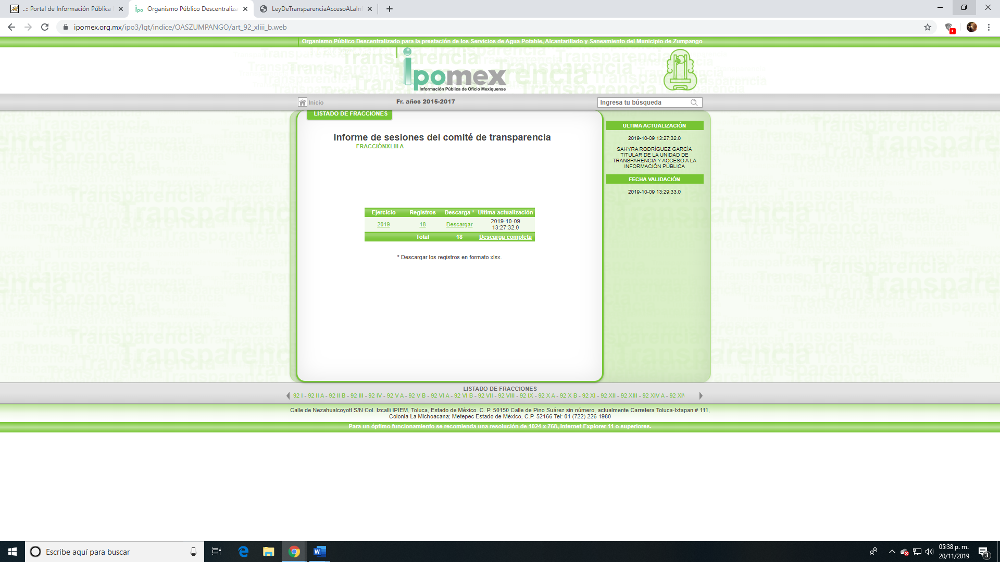 ..:: Portal de Información Pública
Organismo Público Descentraliza
LeyDeTransparenciaAccesoALaInf
ipomex.org.mx/ipo3/lgt/indice/OASZUMPANGO/art_92_xliii_b.web
Organismo Público Descentralizado para la prestación de los Servicios de Agua Potable, Alcantarillado y Saneamiento del Municipio de Zumpango
ipomex
Información Pública de Oficio Mexiquense
Inicio
Fr. años 2015-2017
Ingresa tu búsqueda
LISTADO DE FRACCIONES
Informe de sesiones del comité de transparencia
FRACCIÓNXLIII A
Ejercicio Registros Descarga * Ultima actualización
2019 18 Descargar 2019-10-09
13:27:32.0
Total 18 Descarga completa
* Descargar los registros en formato xlsx.
ULTIMA ACTUALIZACIÓN
2019-10-09 13:27:32.0
SAHYRA RODRÍGUEZ GARCÍA
TITULAR DE LA UNIDAD DE
TRANSPARENCIA Y ACCESO A LA
INFORMACIÓN PÚBLICA
FECHA VALIDACIÓN
2019-10-09 13:29:33.0
LISTADO DE FRACCIONES
92 I - 92 II A - 92 II B - 92 III - 92 IV - 92 V A - 92 V B - 92 VI A - 92 VI B - 92 VII - 92 VIII - 92 IX - 92 X A - 92 X B - 92 XI - 92 XII - 92 XIII - 92 XIV A - 92 XIV
Calle de Nezahualcoyotl S/N Col. Izcalli IPIEM, Toluca, Estado de México. C. P. 50150 Calle de Pino Suárez sin número, actualmente Carretera Toluca-Ixtapan # 111,
Colonia La Michoacana; Metepec Estado de México, C.P. 52166 Tel: 01 (722) 226 1980
Para un óptimo funcionamiento se recomienda una resolución de 1024 x 768, Internet Explorer 11 o superiores.
Escribe aquí para buscar
05:38 p. m.
20/11/2019
3